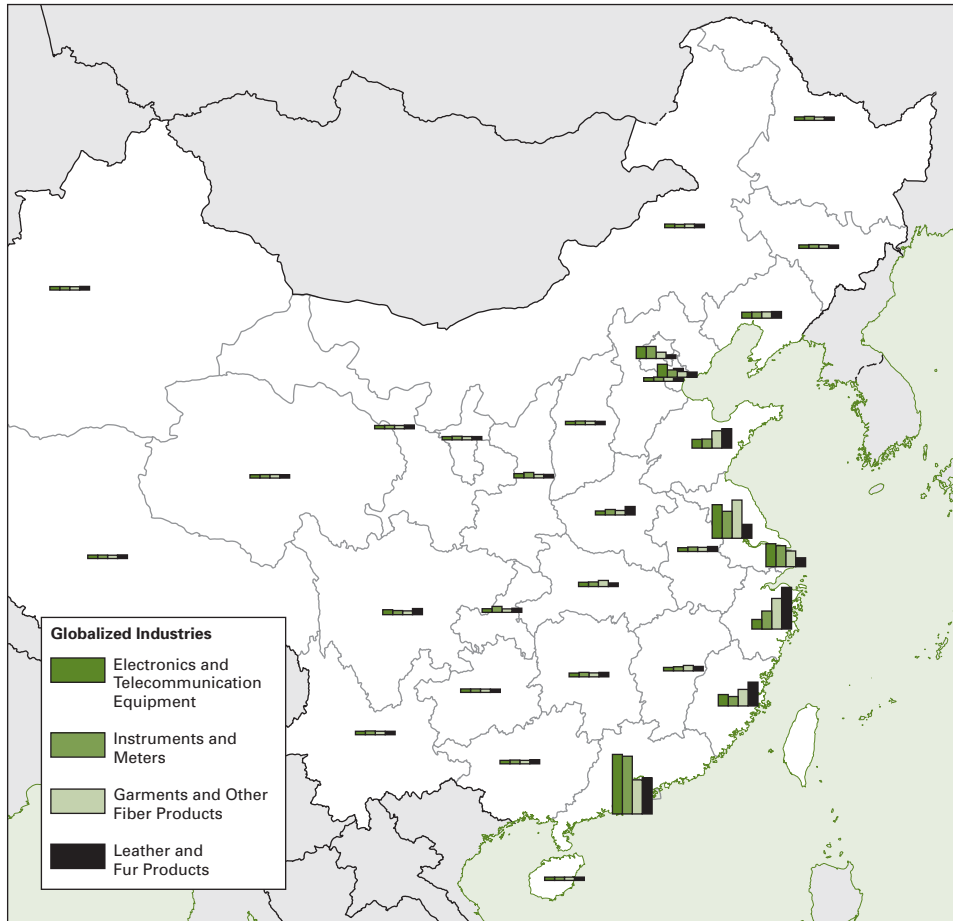 Globalized Industries
Electronics and
Telecommunication
Equipment
Instruments and
Meters
Garments and Other
Fiber Products
Leather and
Fur Products